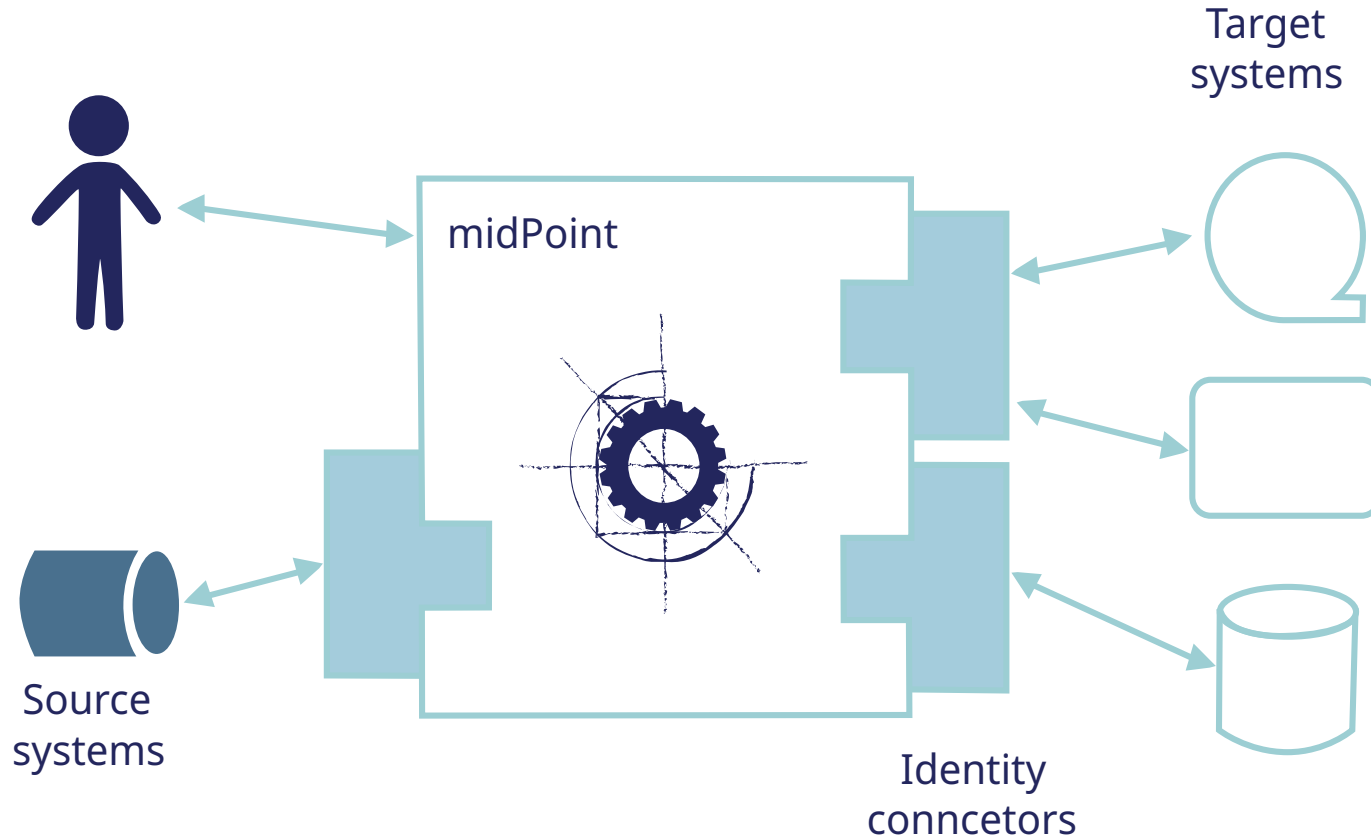 Target
systems
midPoint
Source
systems
Identity
conncetors